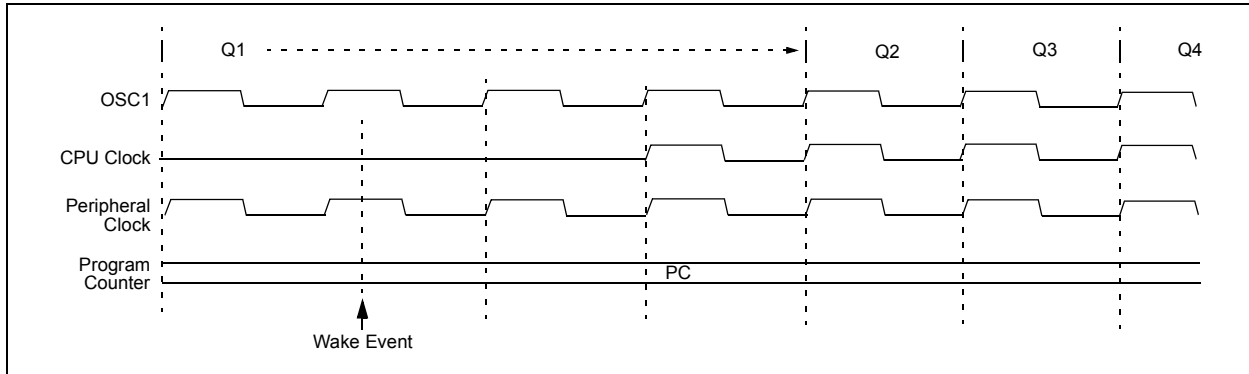 Q1 Q2 Q3 Q4
OSC1
CPU Clock
Peripheral
Clock
Program
Counter
PC
Wake Event